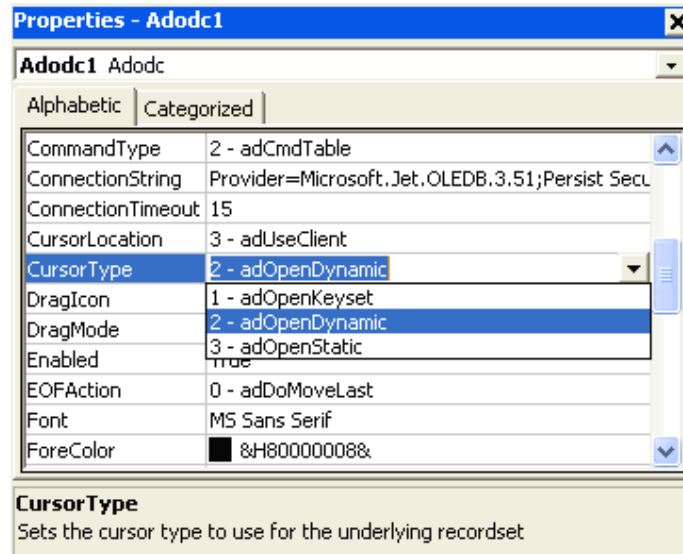 Properties - Adodc1
Adodc1 Adodc
Alphabetic Categorized
CommandType 2 - adCmdTable
ConnectionString Provider=Microsoft.Jet.OLEDB.3.51;Persist Secu
ConnectionTimeout 15
CursorLocation 3 - adUseClient
CursorType 2 - adOpenDynamic
DragIcon 1 - adOpenKeyset
DragMode 2 - adOpenDynamic
3 - adOpenStatic
Enabled True
EOFAction 0 - adDoMoveLast
Font MS Sans Serif
ForeColor &H80000008&
CursorType
Sets the cursor type to use for the underlying recordset